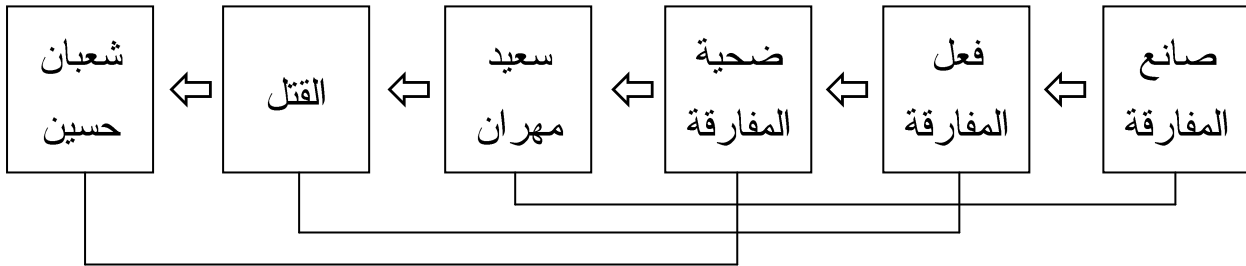 صانع
المفارقة
فعل
المفارقة
ضحية
المفارقة
سعيد
مهران
القتل
شعبان
حسين